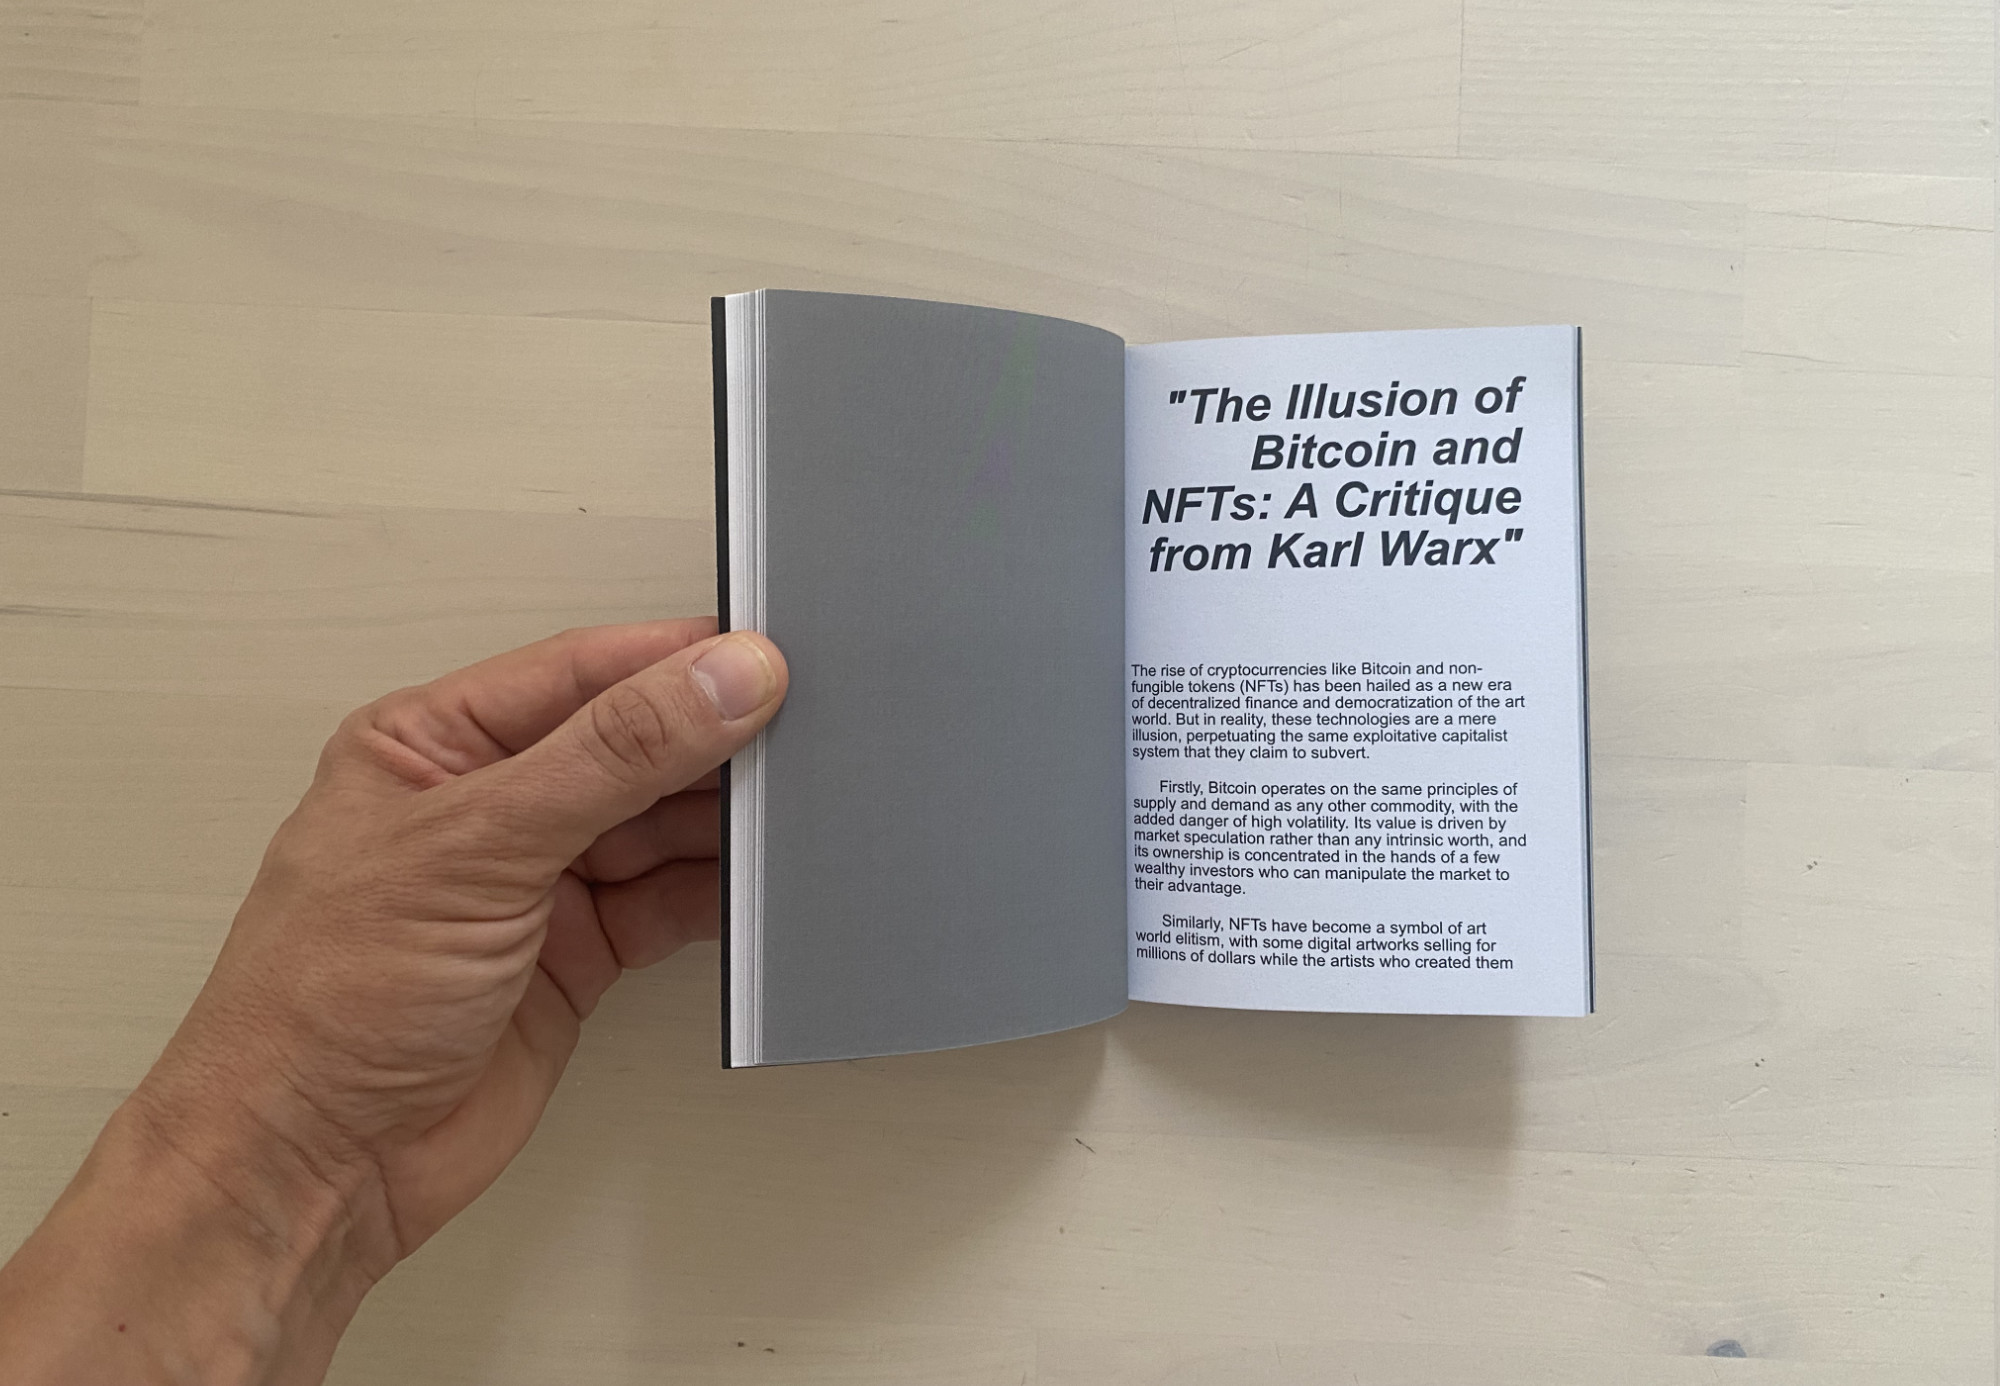 "The Illusion of
Bitcoin and
NFTs: A Critique
from Karl Warx"
The rise of cryptocurrencies like Bitcoin and non-
fungible tokens (NFTs) has been hailed as a new era
of decentralized finance and democratization of the art
world. But in reality, these technologies are a mere
illusion, perpetuating the same exploitative capitalist
system that they claim to subvert.
Firstly, Bitcoin operates on the same principles of
supply and demand as any other commodity, with the
added danger of high volatility. Its value is driven by
market speculation rather than any intrinsic worth, and
its ownership is concentrated in the hands of a few
wealthy investors who can manipulate the market to
their advantage.
Similarly, NFTs have become a symbol of art
world elitism, with some digital artworks selling for
millions of dollars while the artists who created them